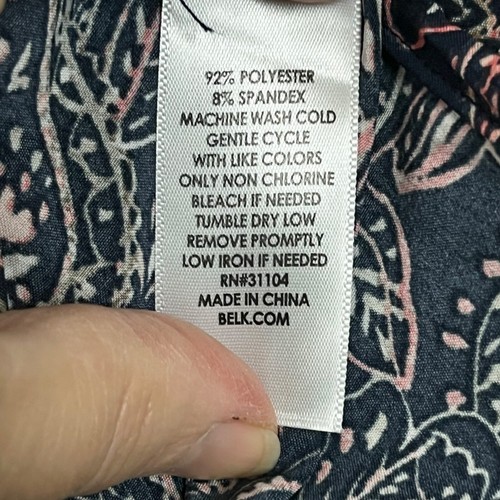 92% POLYESTER
8% SPANDEX
MACHINE WASH COLD
GENTLE CYCLE
WITH LIKE COLORS
ONLY NON CHLORINE
BLEACH IF NEEDED
TUMBLE DRY LOW
REMOVE PROMPTLY
LOW IRON IF NEEDED
RN#31104
MADE IN CHINA
BELK.COM